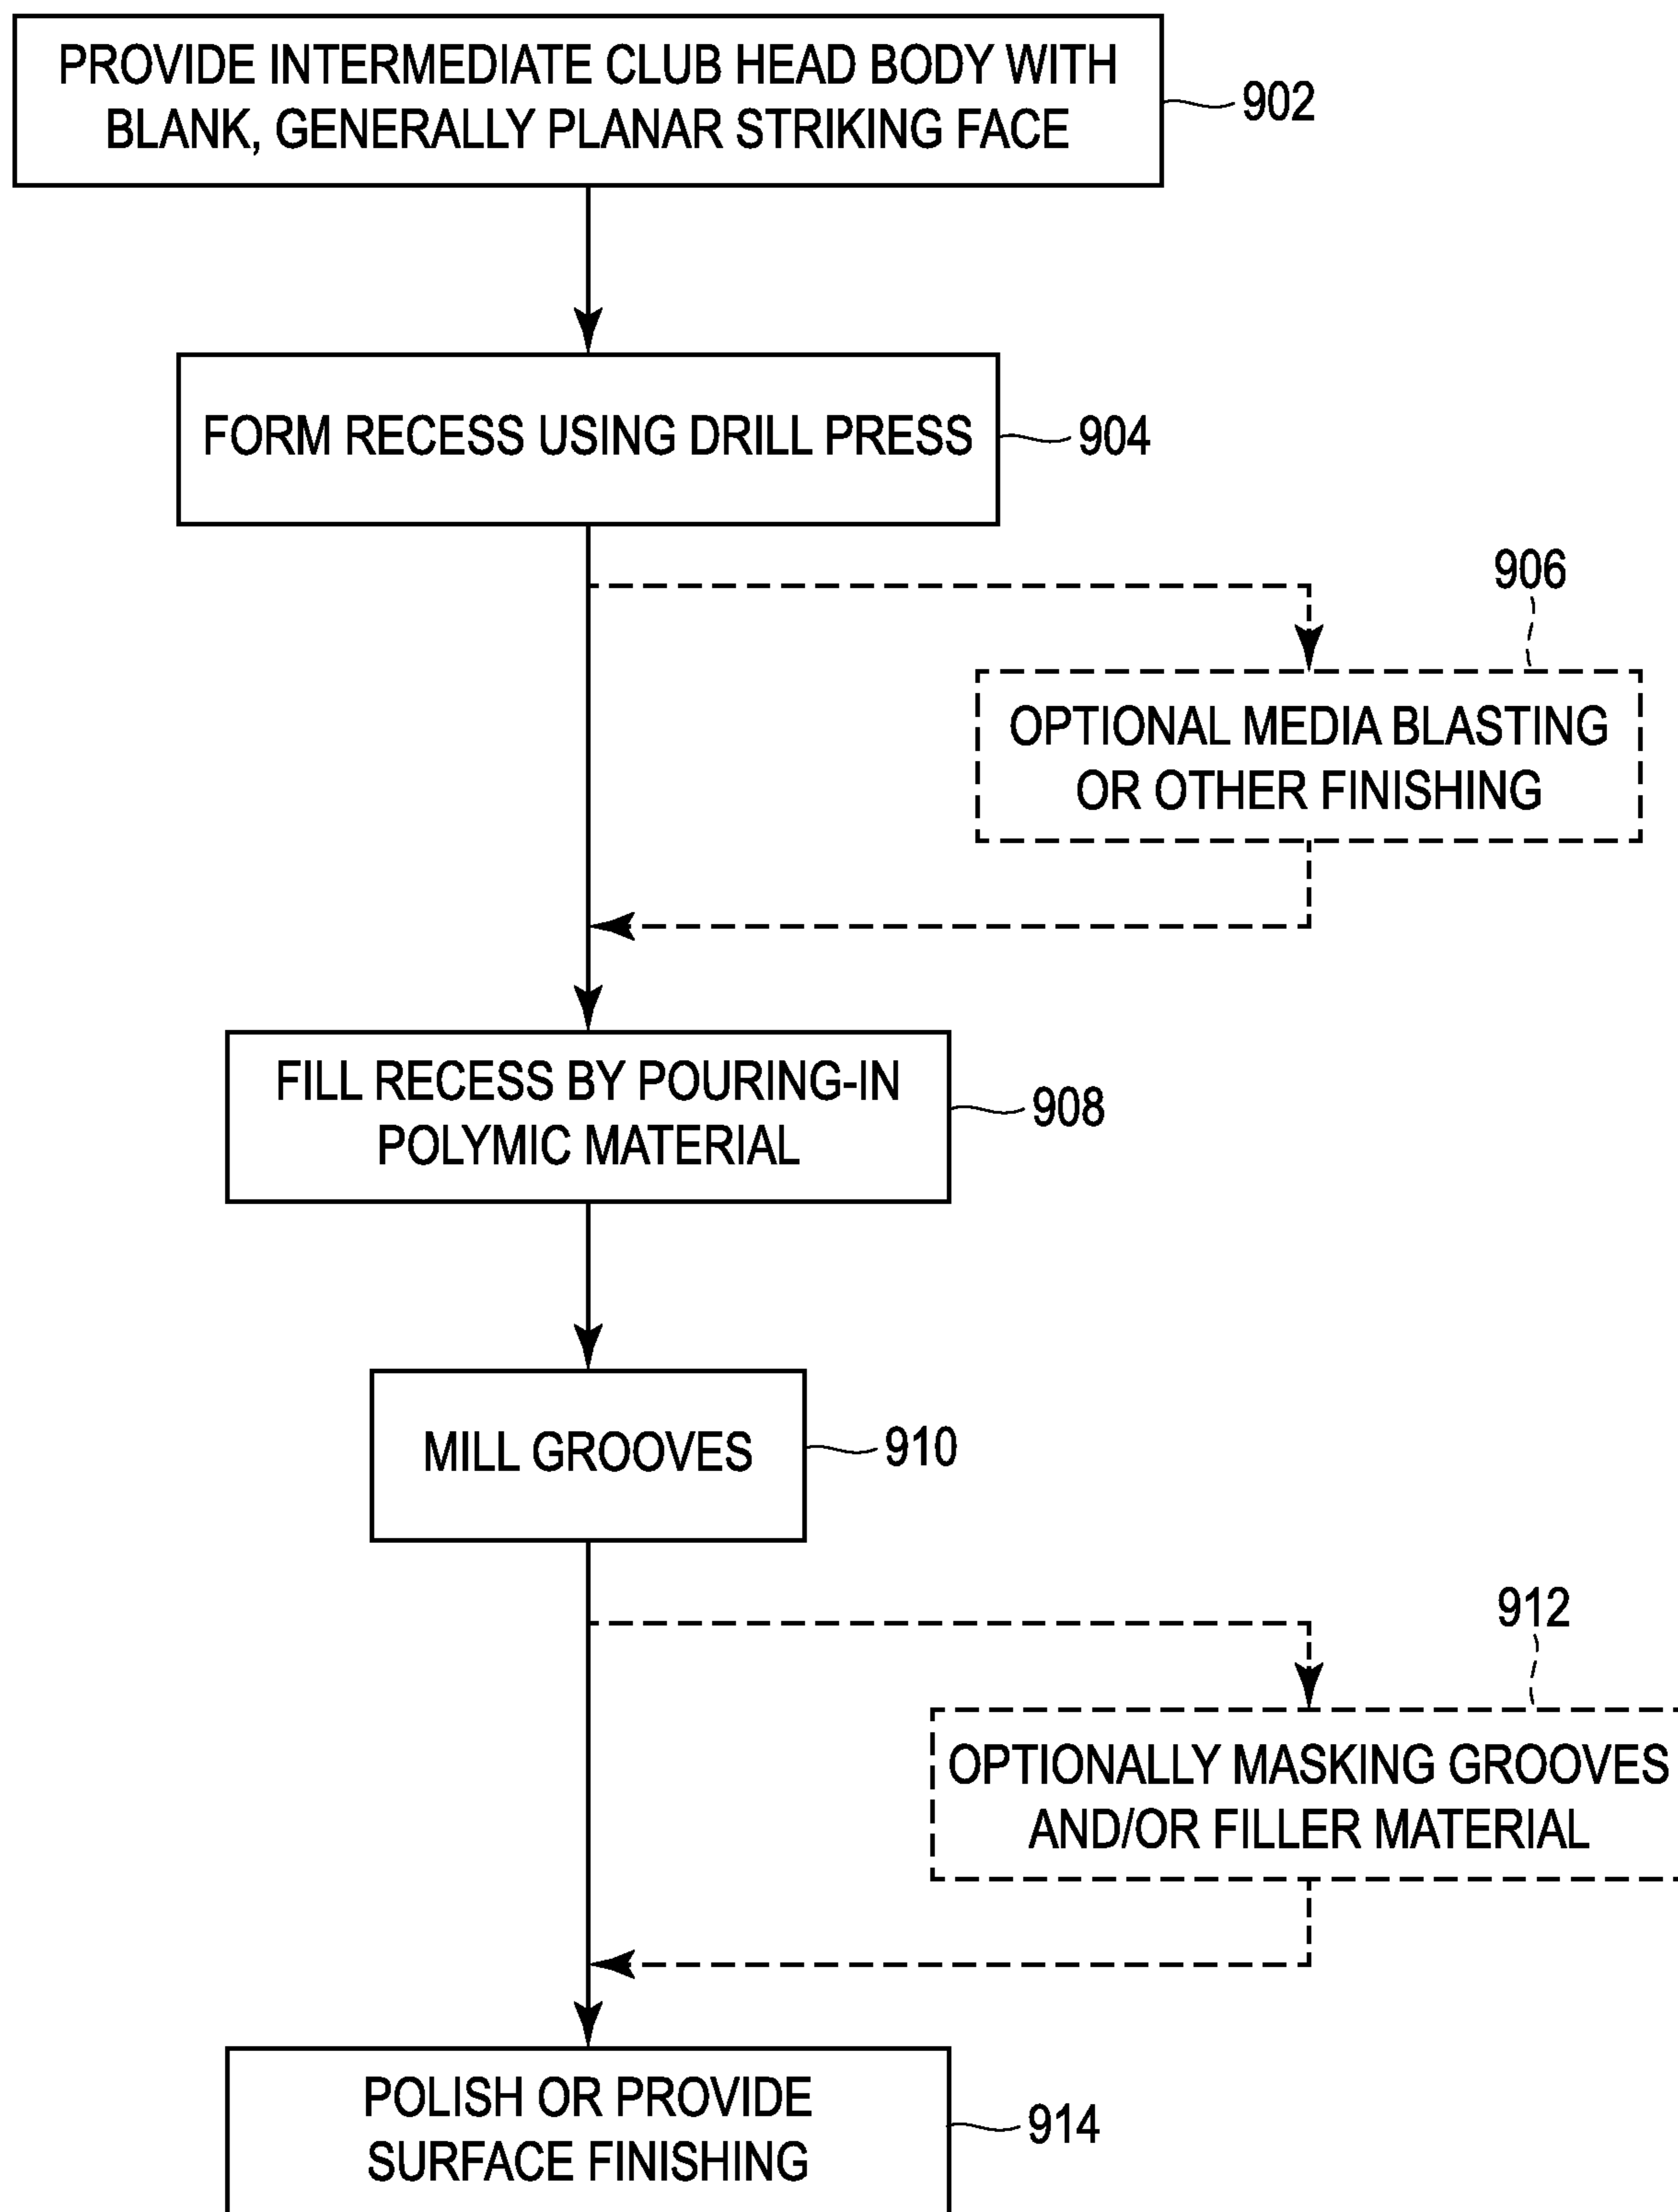 PROVIDE INTERMEDIATE CLUB HEAD BODY WITH
BLANK, GENERALLY PLANAR STRIKING FACE
902
FORM RECESS USING DRILL PRESS
904
906
OPTIONAL MEDIA BLASTING
OR OTHER FINISHING
FILL RECESS BY POURING-IN
POLYMIC MATERIAL
908
MILL GROOVES
910
912
OPTIONALLY MASKING GROOVES
AND/OR FILLER MATERIAL
POLISH OR PROVIDE
SURFACE FINISHING
914